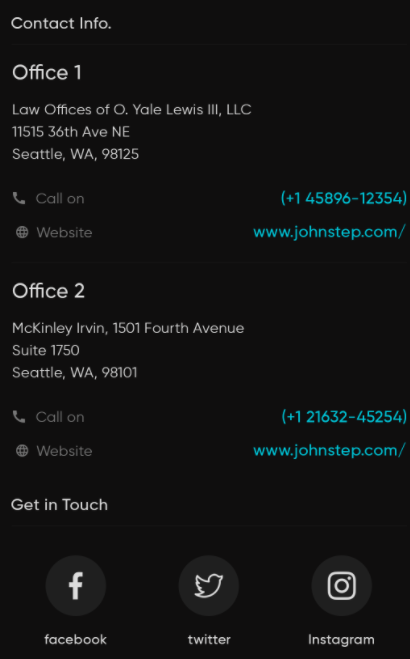 Contact Info.
Office 1
Law Offices of O. Yale Lewis III, LLC
11515 36th Ave NE
Seattle, WA, 98125
Call on (+1 45896-12354)
Website www.johnstep.com/
Office 2
McKinley Irvin, 1501 Fourth Avenue
Suite 1750
Seattle, WA, 98101
Call on (+1 21632-45254)
Website www.johnstep.com/
Get in Touch
facebook twitter Instagram